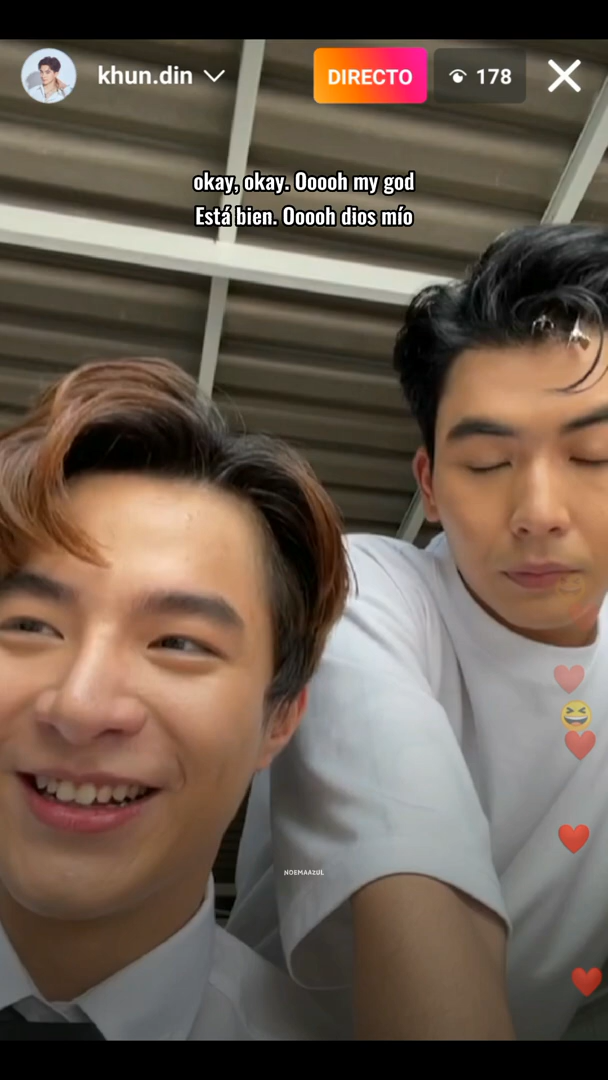 khun.din
DIRECTO
178
okay, okay. Ooooh my god
Está bien. Ooooh dios mío
NOEMAAZUL